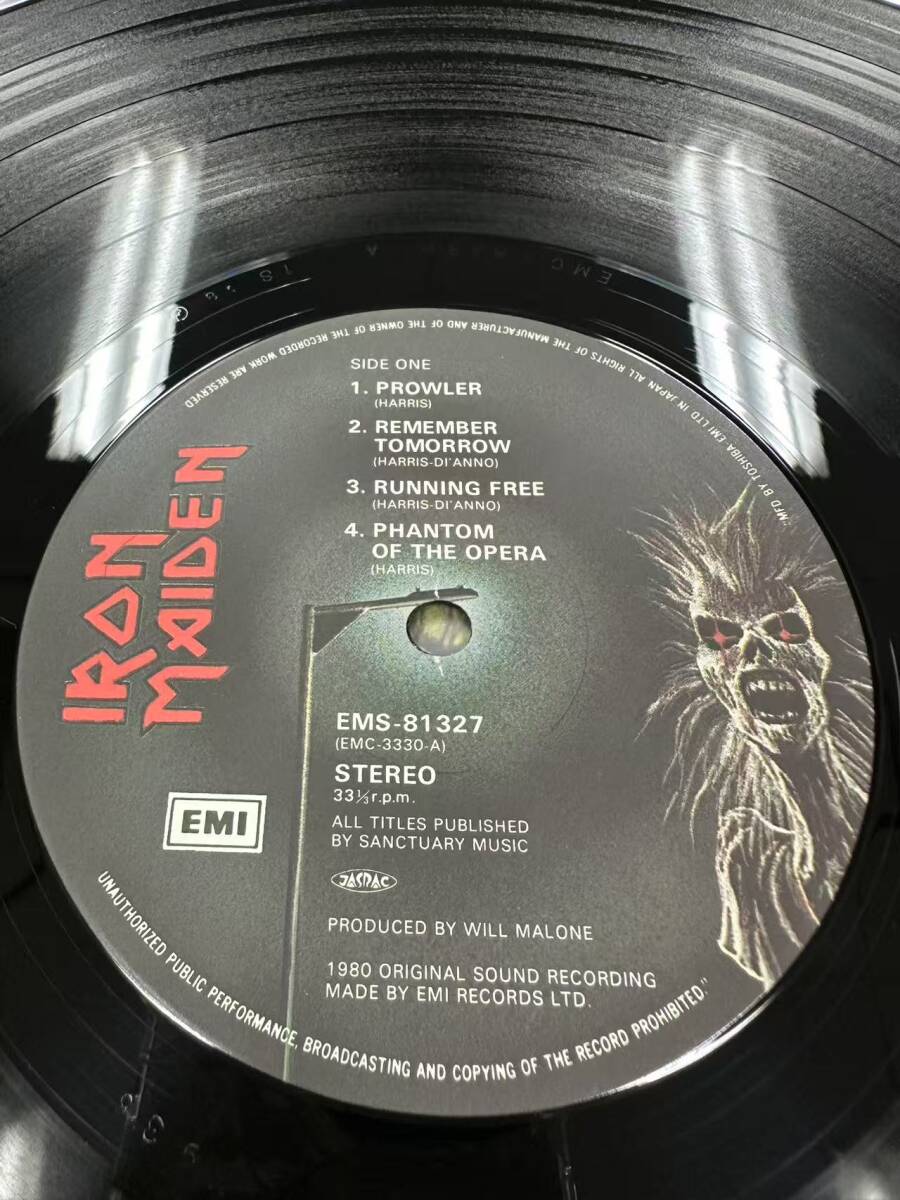 IRON
MAIDEN
SIDE ONE
1. PROWLER
(HARRIS)
2. REMEMBER
TOMORROW
(HARRIS-DI'ANNO)
3. RUNNING FREE
(HARRIS-DI'ANNO)
4. PHANTOM
OF THE OPERA
(HARRIS)
EMS-81327
(EMC-3330-A)
STEREO
33⅓ r.p.m.
EMI
ALL TITLES PUBLISHED
BY SANCTUARY MUSIC
JASRAC
PRODUCED BY WILL MALONE
1980 ORIGINAL SOUND RECORDING
MADE BY EMI RECORDS LTD.
"MFD BY TOSHIBA-EMI LTD IN JAPAN ALL RIGHTS OF THE MANUFACTURER AND OF THE OWNER OF THE RECORDED WORK ARE RESERVED
UNAUTHORIZED PUBLIC PERFORMANCE, BROADCASTING AND COPYING OF THE RECORD PROHIBITED."
EMC